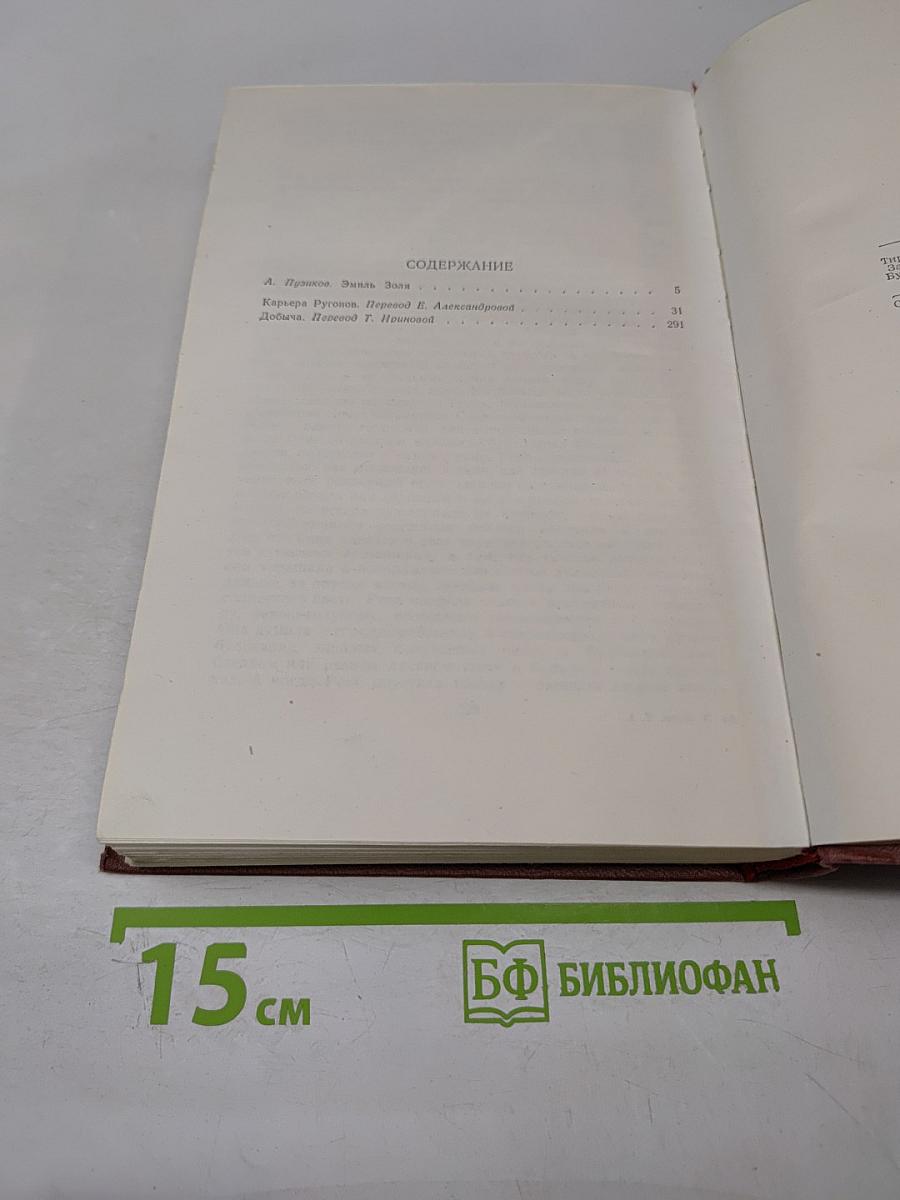 СОДЕРЖАНИЕ
А. Пузиков. Эмиль Золя . . . . . . . . . . . . . . . . 5
Карьера Ругонов. Перевод Е. Александровой . . . . . . . . . 31
Добыча. Перевод Т. Ириновой . . . . . . . . . . . . . . . 291
15 см
БФ БИБЛИОФАН